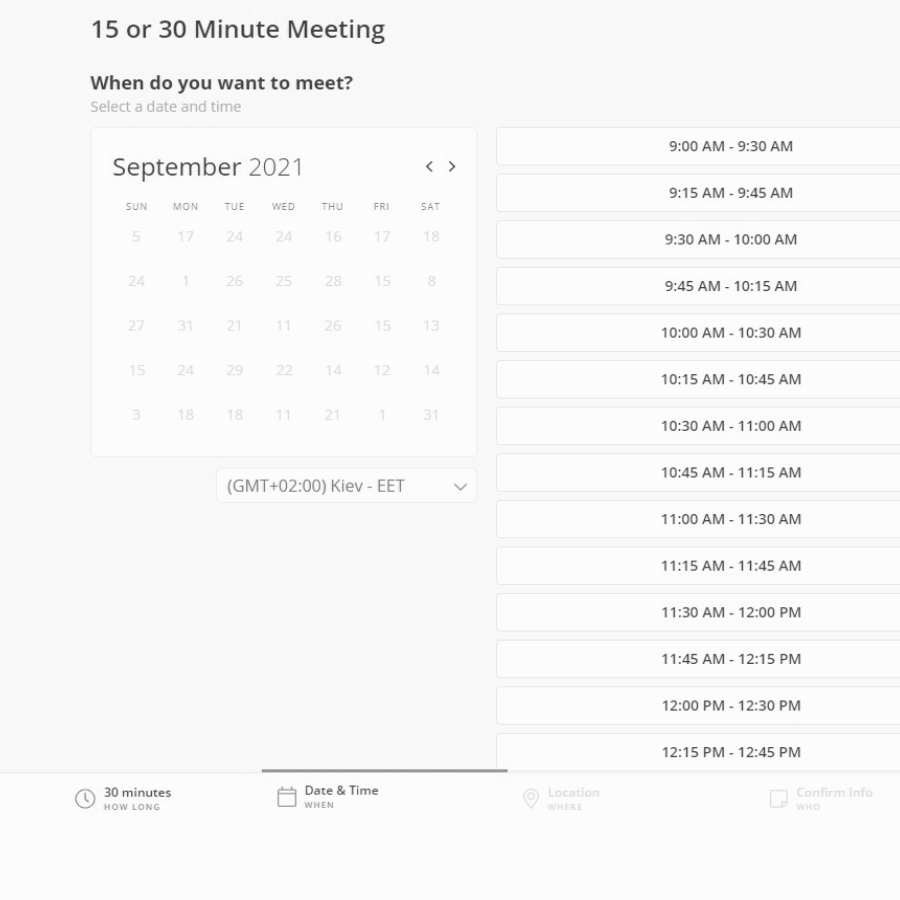 15 or 30 Minute Meeting
When do you want to meet?
Select a date and time
September 2021
SUN MON TUE WED THU FRI SAT
5 17 24 24 16 17 18
24 1 26 25 28 15 8
27 31 21 11 26 15 13
15 24 29 22 14 12 14
3 18 18 11 21 1 31
(GMT+02:00) Kiev - EET
9:00 AM - 9:30 AM
9:15 AM - 9:45 AM
9:30 AM - 10:00 AM
9:45 AM - 10:15 AM
10:00 AM - 10:30 AM
10:15 AM - 10:45 AM
10:30 AM - 11:00 AM
10:45 AM - 11:15 AM
11:00 AM - 11:30 AM
11:15 AM - 11:45 AM
11:30 AM - 12:00 PM
11:45 AM - 12:15 PM
12:00 PM - 12:30 PM
12:15 PM - 12:45 PM
30 minutes
HOW LONG
Date & Time
WHEN
Location
WHERE
Confirm Info
WHO